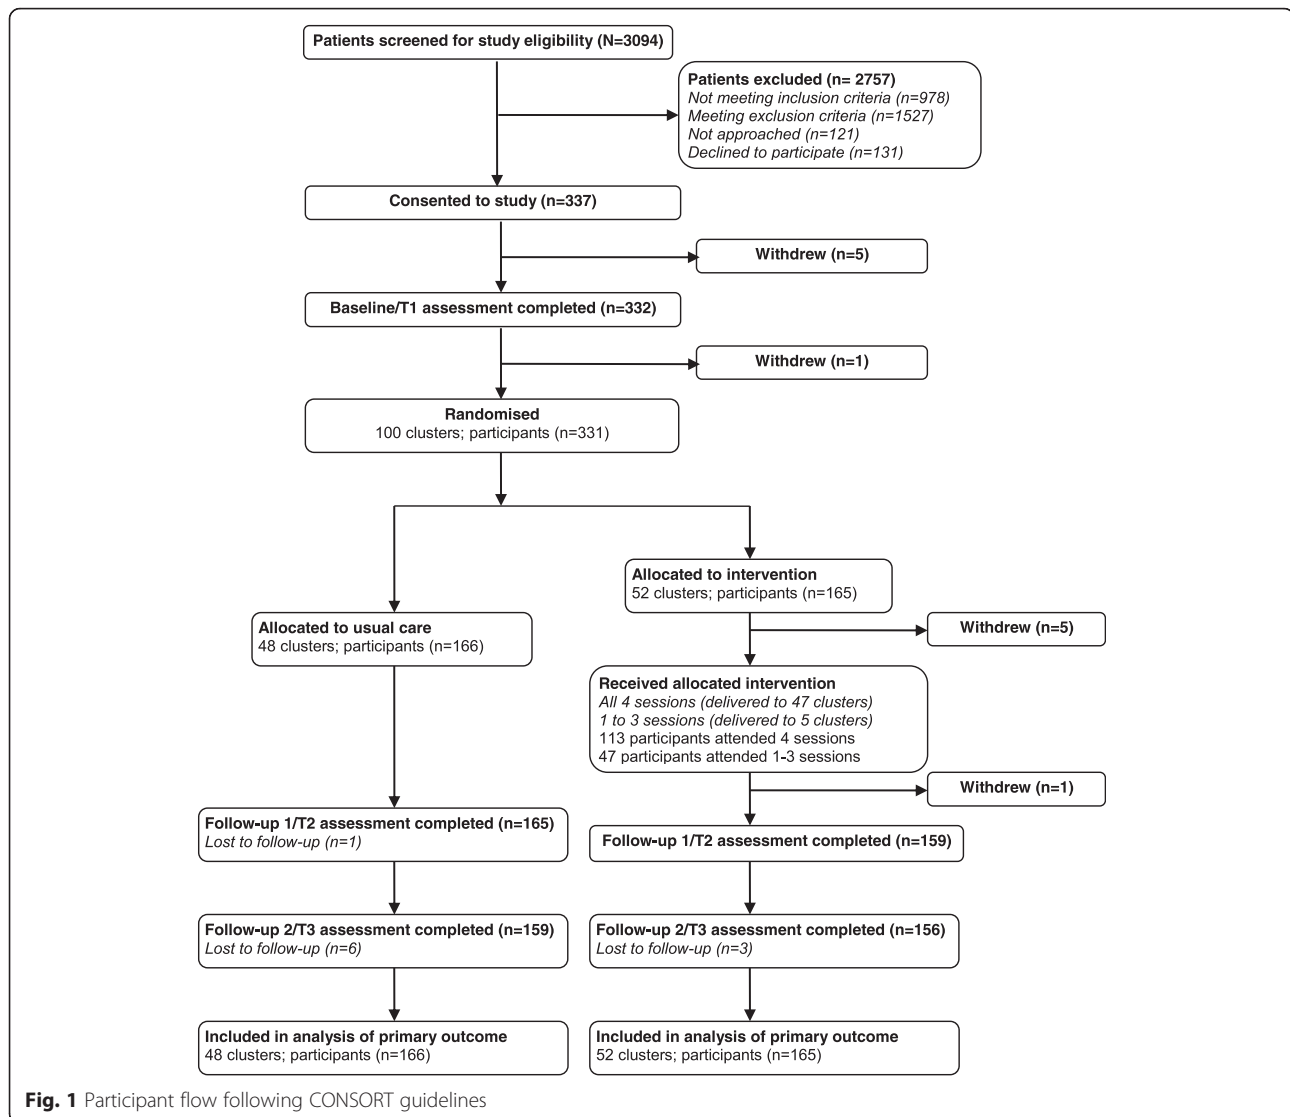 Patients screened for study eligibility (N=3094)
Patients excluded (n= 2757)
Not meeting inclusion criteria (n=978)
Meeting exclusion criteria (n=1527)
Not approached (n=121)
Declined to participate (n=131)
Consented to study (n=337)
Withdrew (n=5)
Baseline/T1 assessment completed (n=332)
Withdrew (n=1)
Randomised
100 clusters; participants (n=331)
Allocated to intervention
52 clusters; participants (n=165)
Allocated to usual care
48 clusters; participants (n=166)
Withdrew (n=5)
Received allocated intervention
All 4 sessions (delivered to 47 clusters)
1 to 3 sessions (delivered to 5 clusters)
113 participants attended 4 sessions
47 participants attended 1-3 sessions
Withdrew (n=1)
Follow-up 1/T2 assessment completed (n=165)
Lost to follow-up (n=1)
Follow-up 1/T2 assessment completed (n=159)
Follow-up 2/T3 assessment completed (n=159)
Lost to follow-up (n=6)
Follow-up 2/T3 assessment completed (n=156)
Lost to follow-up (n=3)
Included in analysis of primary outcome
48 clusters; participants (n=166)
Included in analysis of primary outcome
52 clusters; participants (n=165)
Fig. 1 Participant flow following CONSORT guidelines